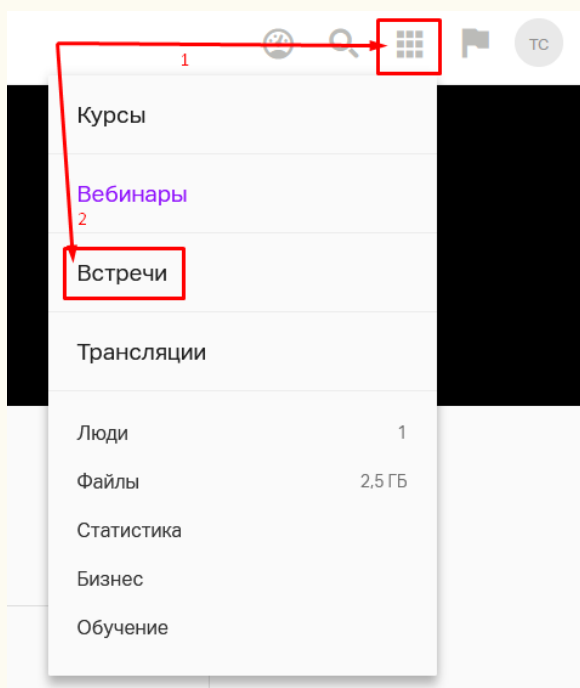 1
ТС
Курсы
Вебинары
2
Встречи
Трансляции
Люди 1
Файлы 2,5 ГБ
Статистика
Бизнес
Обучение